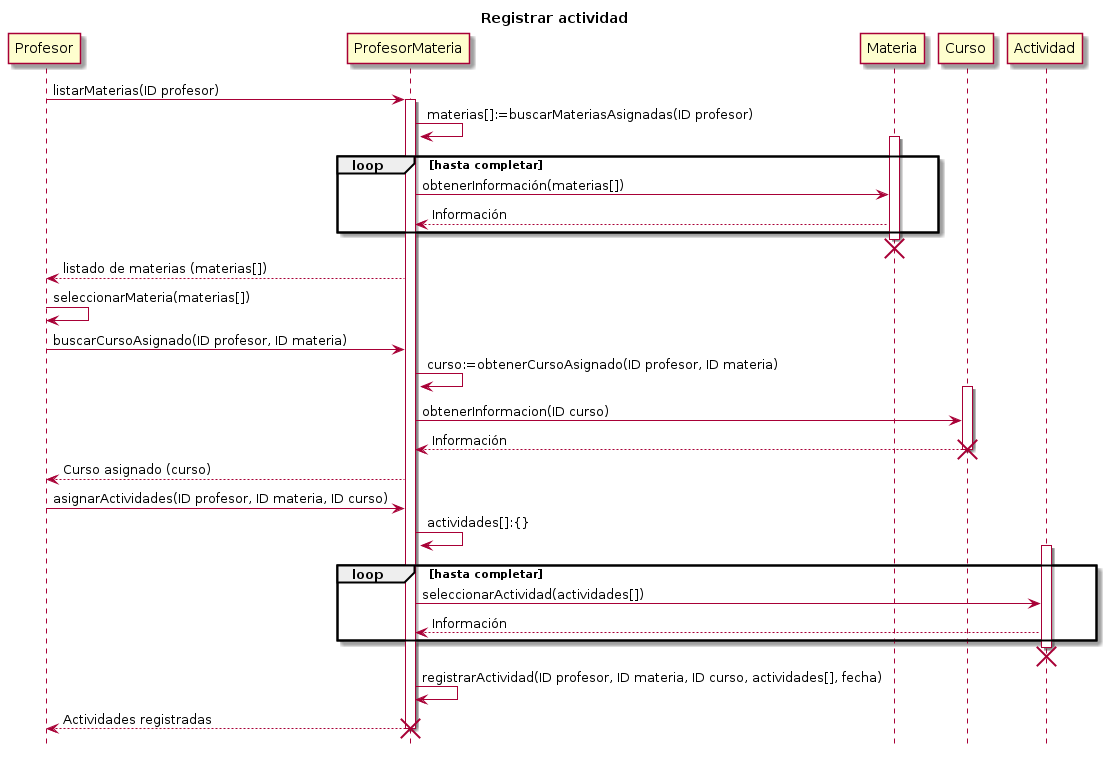 Registrar actividad
Profesor
ProfesorMateria
Materia
Curso
Actividad
listarMaterias(ID profesor)
materias[]:=buscarMateriasAsignadas(ID profesor)
loop
[hasta completar]
obtenerInformación(materias[])
Información
listado de materias (materias[])
seleccionarMateria(materias[])
buscarCursoAsignado(ID profesor, ID materia)
curso:=obtenerCursoAsignado(ID profesor, ID materia)
obtenerInformacion(ID curso)
Información
Curso asignado (curso)
asignarActividades(ID profesor, ID materia, ID curso)
actividades[]:{}
loop
[hasta completar]
seleccionarActividad(actividades[])
Información
registrarActividad(ID profesor, ID materia, ID curso, actividades[], fecha)
Actividades registradas